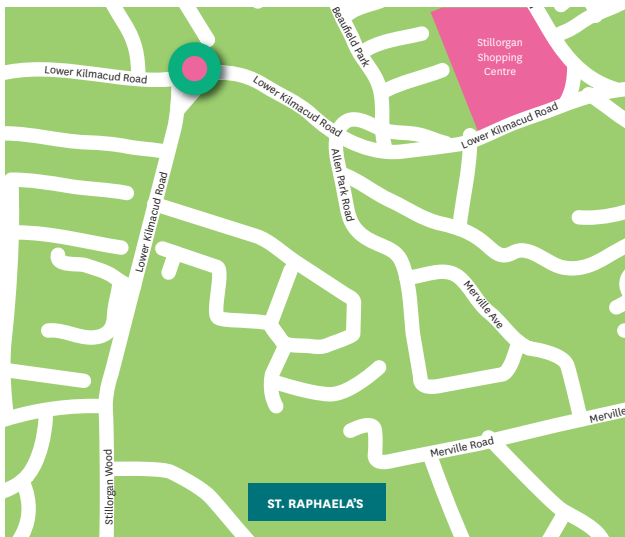 Beaufield Park
Stillorgan
Shopping
Centre
Lower Kilmacud Road
Lower Kilmacud Road
Lower Kilmacud Road
Allen Park Road
Lower Kilmacud Road
Merville Ave
Merville
Merville Road
Stillorgan Wood
ST. RAPHAELA'S